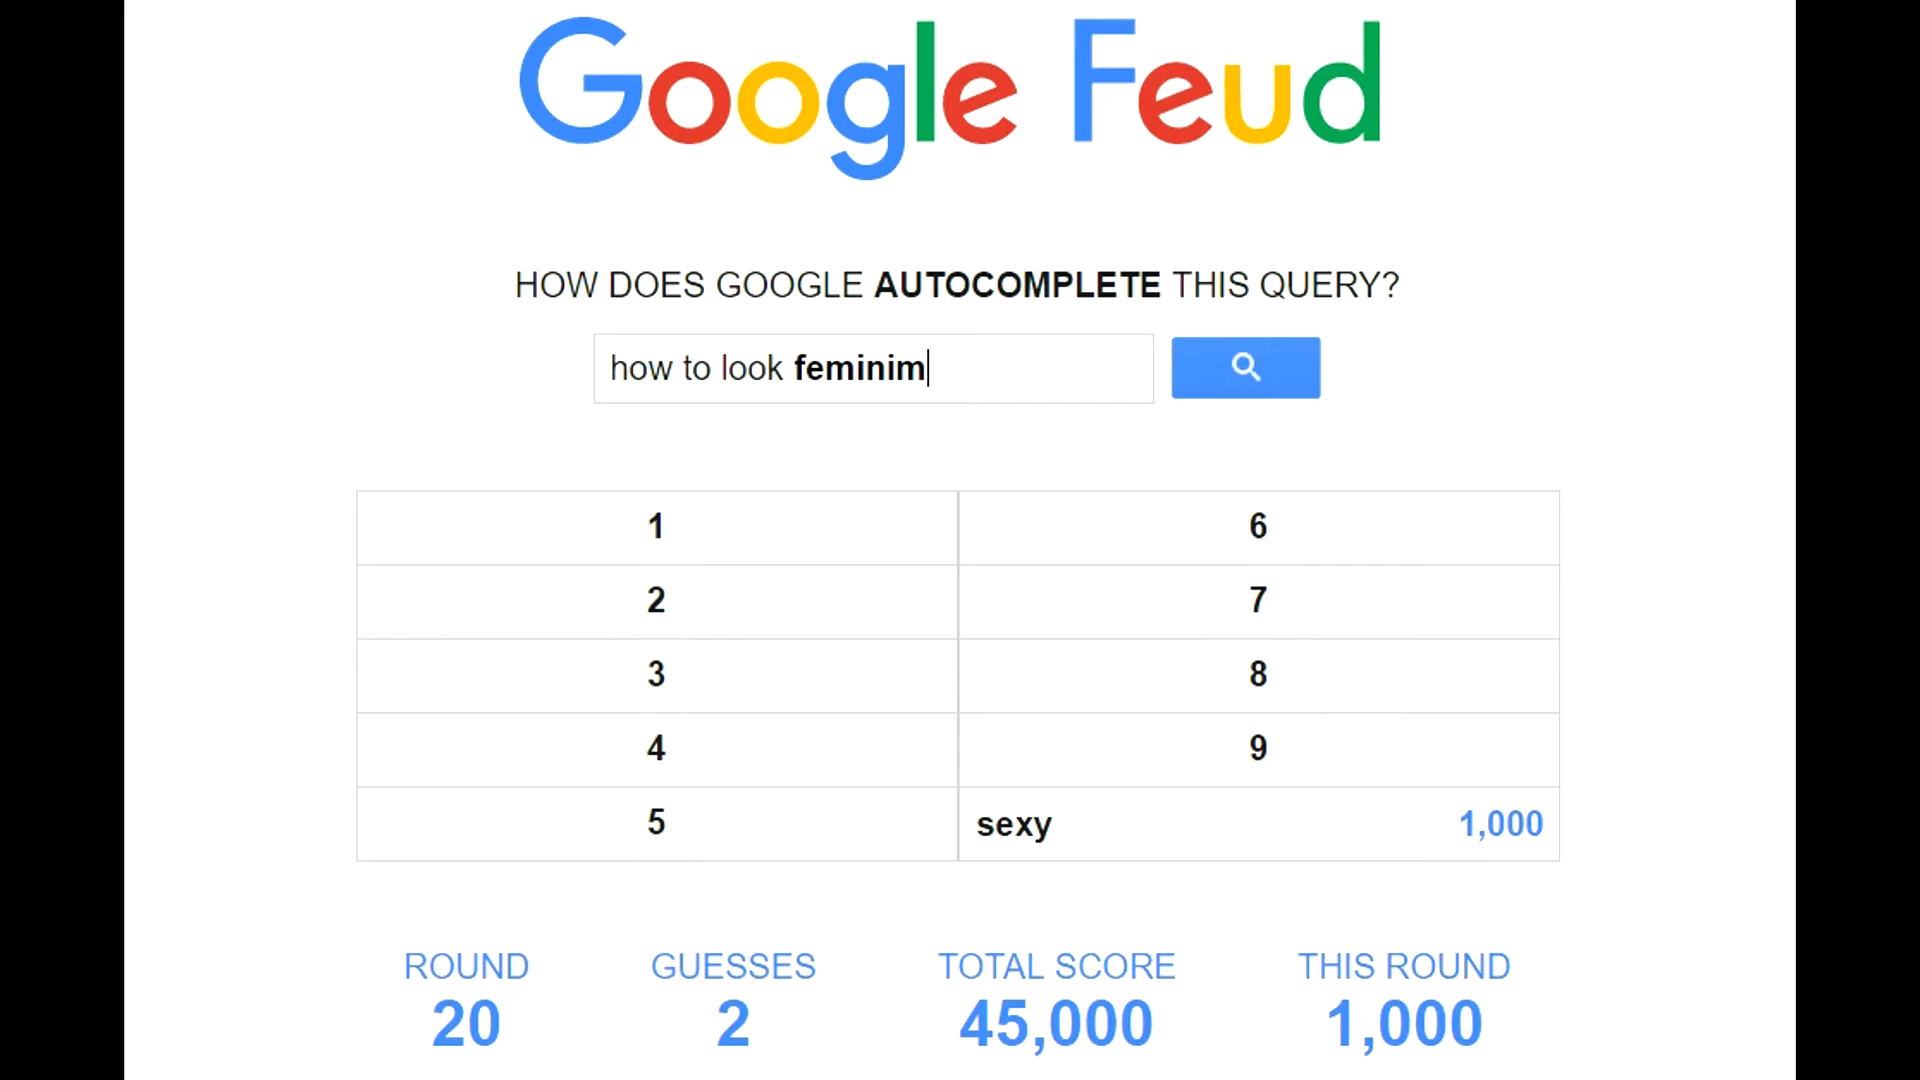 Google Feud
HOW DOES GOOGLE AUTOCOMPLETE THIS QUERY?
how to look feminim
1
6
2
7
3
8
4
9
5
sexy 1,000
ROUND GUESSES TOTAL SCORE THIS ROUND
20 2 45,000 1,000